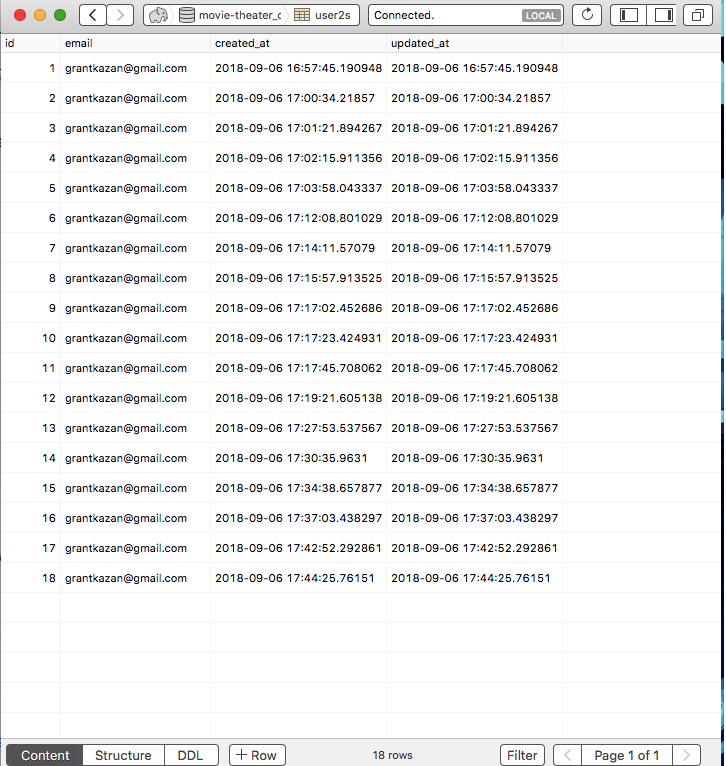 movie-theater_d user2s Connected. LOCAL
id email created_at updated_at
1 grantkazan@gmail.com 2018-09-06 16:57:45.190948 2018-09-06 16:57:45.190948
2 grantkazan@gmail.com 2018-09-06 17:00:34.21857 2018-09-06 17:00:34.21857
3 grantkazan@gmail.com 2018-09-06 17:01:21.894267 2018-09-06 17:01:21.894267
4 grantkazan@gmail.com 2018-09-06 17:02:15.911356 2018-09-06 17:02:15.911356
5 grantkazan@gmail.com 2018-09-06 17:03:58.043337 2018-09-06 17:03:58.043337
6 grantkazan@gmail.com 2018-09-06 17:12:08.801029 2018-09-06 17:12:08.801029
7 grantkazan@gmail.com 2018-09-06 17:14:11.57079 2018-09-06 17:14:11.57079
8 grantkazan@gmail.com 2018-09-06 17:15:57.913525 2018-09-06 17:15:57.913525
9 grantkazan@gmail.com 2018-09-06 17:17:02.452686 2018-09-06 17:17:02.452686
10 grantkazan@gmail.com 2018-09-06 17:17:23.424931 2018-09-06 17:17:23.424931
11 grantkazan@gmail.com 2018-09-06 17:17:45.708062 2018-09-06 17:17:45.708062
12 grantkazan@gmail.com 2018-09-06 17:19:21.605138 2018-09-06 17:19:21.605138
13 grantkazan@gmail.com 2018-09-06 17:27:53.537567 2018-09-06 17:27:53.537567
14 grantkazan@gmail.com 2018-09-06 17:30:35.9631 2018-09-06 17:30:35.9631
15 grantkazan@gmail.com 2018-09-06 17:34:38.657877 2018-09-06 17:34:38.657877
16 grantkazan@gmail.com 2018-09-06 17:37:03.438297 2018-09-06 17:37:03.438297
17 grantkazan@gmail.com 2018-09-06 17:42:52.292861 2018-09-06 17:42:52.292861
18 grantkazan@gmail.com 2018-09-06 17:44:25.76151 2018-09-06 17:44:25.76151
Content Structure DDL + Row 18 rows Filter Page 1 of 1